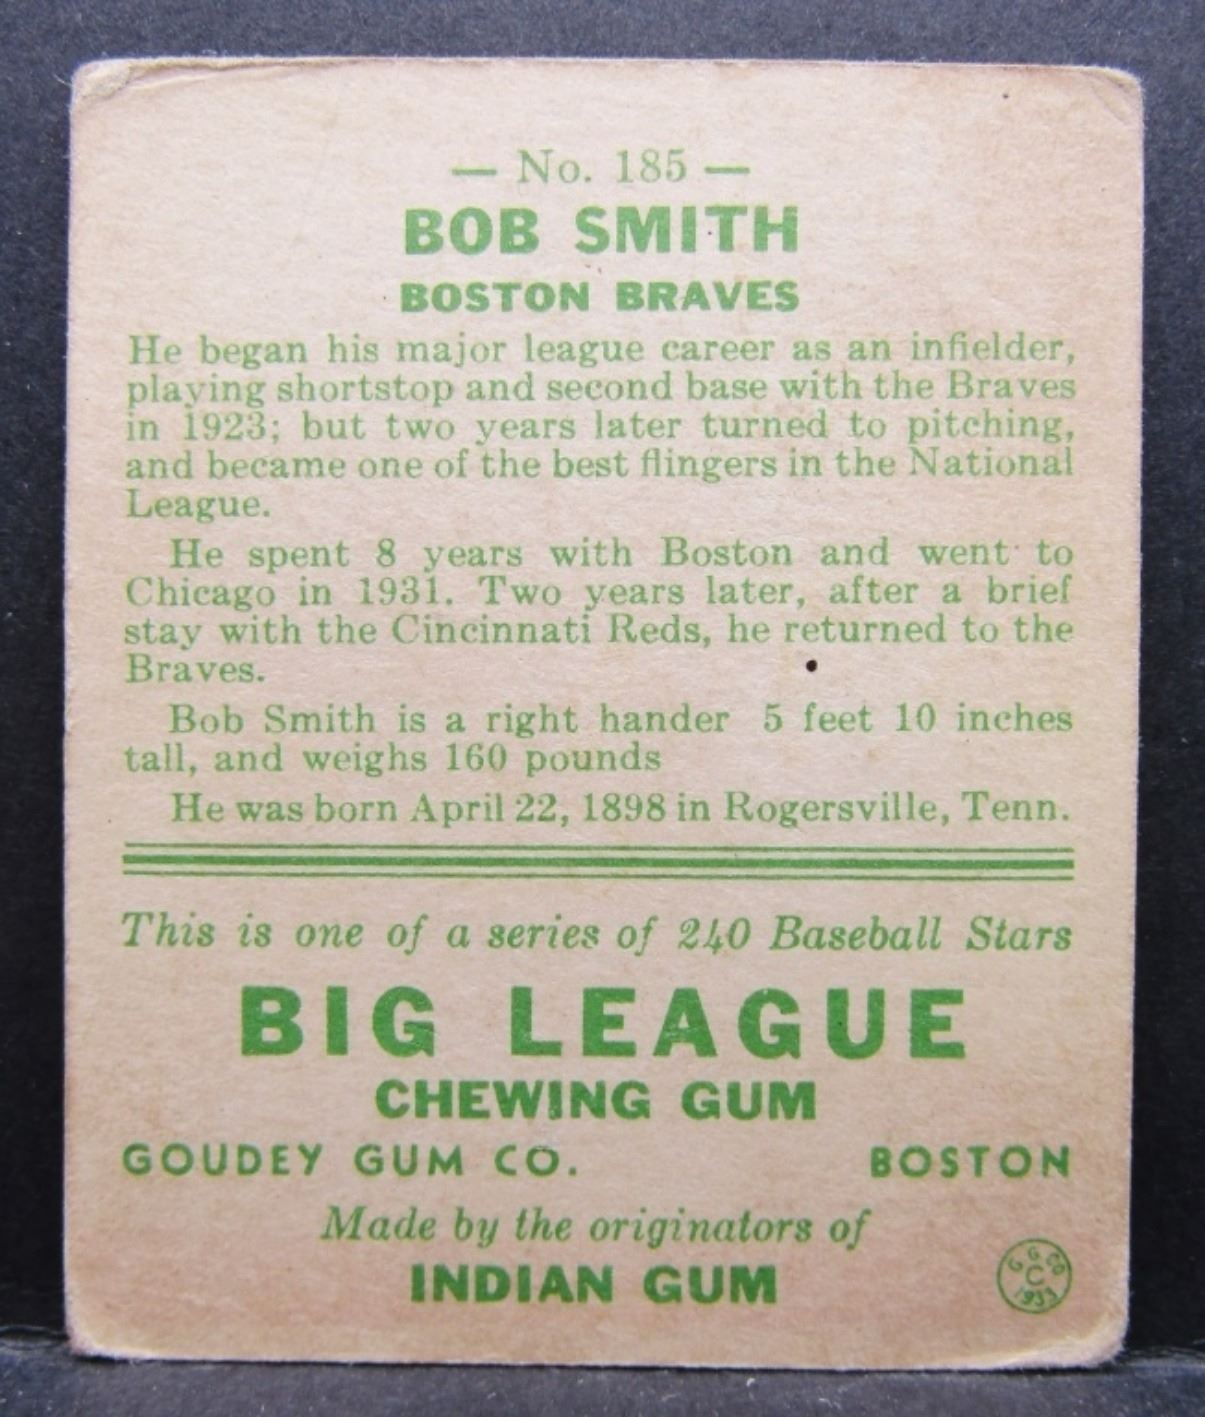 — No. 185 —
BOB SMITH
BOSTON BRAVES
He began his major league career as an infielder,
playing shortstop and second base with the Braves
in 1923; but two years later turned to pitching,
and became one of the best flingers in the National
League.
He spent 8 years with Boston and went to
Chicago in 1931. Two years later, after a brief
stay with the Cincinnati Reds, he returned to the
Braves.
Bob Smith is a right hander 5 feet 10 inches
tall, and weighs 160 pounds
He was born April 22, 1898 in Rogersville, Tenn.
This is one of a series of 240 Baseball Stars
BIG LEAGUE
CHEWING GUM
GOUDEY GUM CO. BOSTON
Made by the originators of
INDIAN GUM
G. G. CO
C
1933